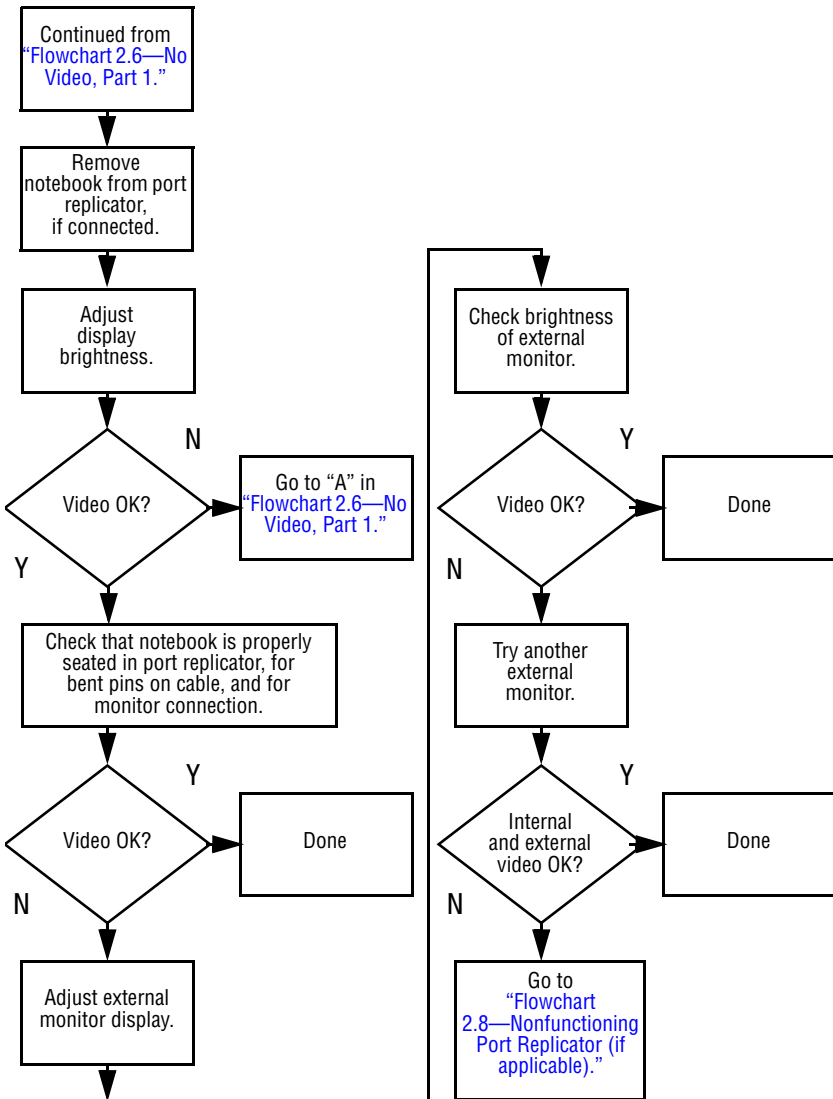 Continued from
“Flowchart 2.6—No
Video, Part 1.”
Remove
notebook from port
replicator,
if connected.
Adjust
display
brightness.
N
Video OK?
Go to “A” in
“Flowchart 2.6—No
Video, Part 1.”
Y
Check that notebook is properly
seated in port replicator, for
bent pins on cable, and for
monitor connection.
Y
Video OK?
Done
N
Adjust external
monitor display.
Check brightness
of external
monitor.
Y
Video OK?
Done
N
Try another
external
monitor.
Y
Internal
and external
video OK?
Done
N
Go to
“Flowchart
2.8—Nonfunctioning
Port Replicator (if
applicable).”